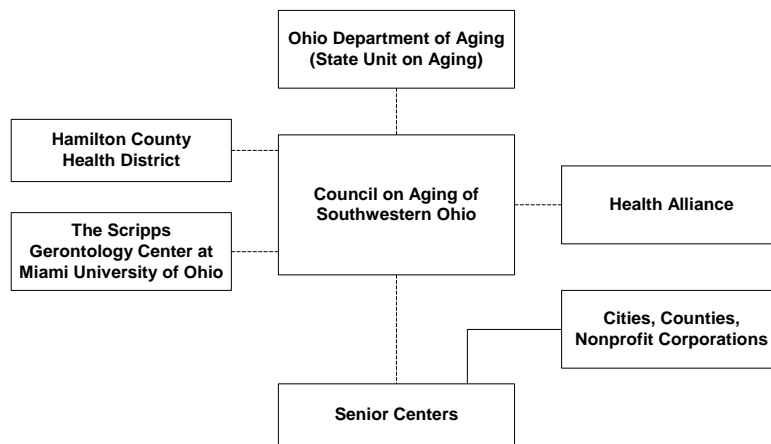 Ohio Department of Aging
(State Unit on Aging)
Hamilton County
Health District
Council on Aging of
Southwestern Ohio
Health Alliance
The Scripps
Gerontology Center at
Miami University of Ohio
Cities, Counties,
Nonprofit Corporations
Senior Centers